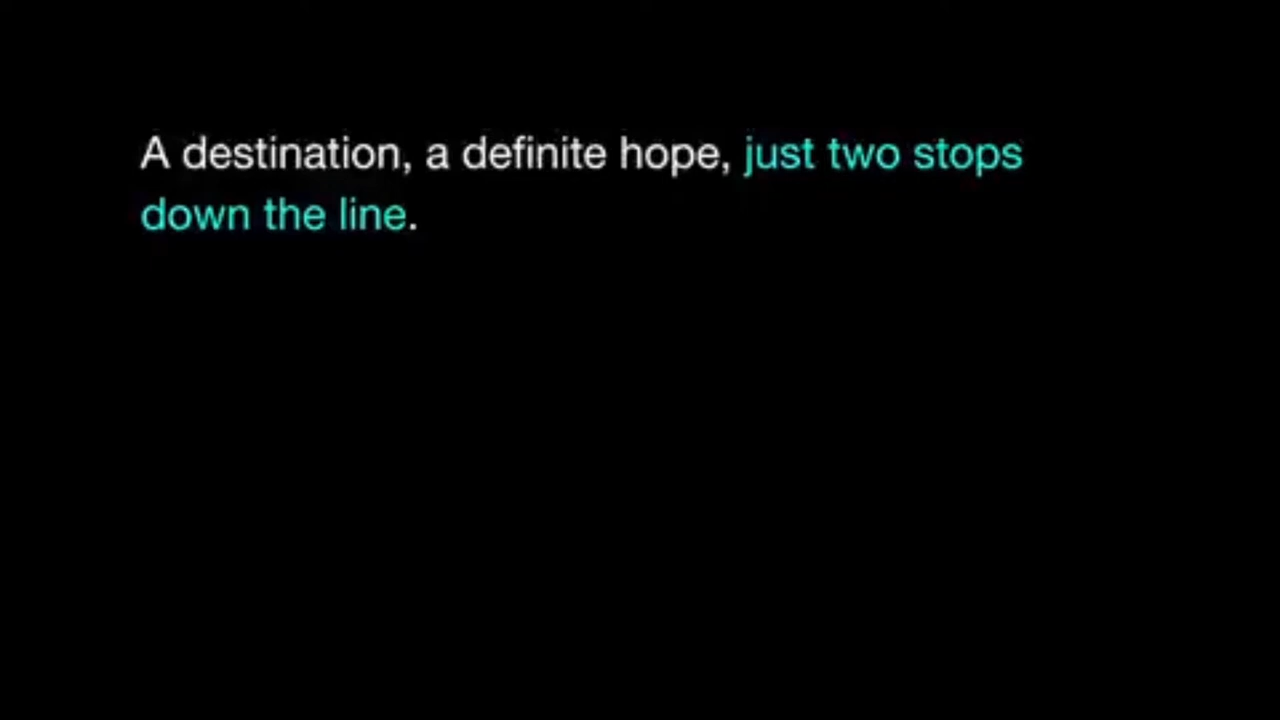 A destination, a definite hope, just two stops
down the line.